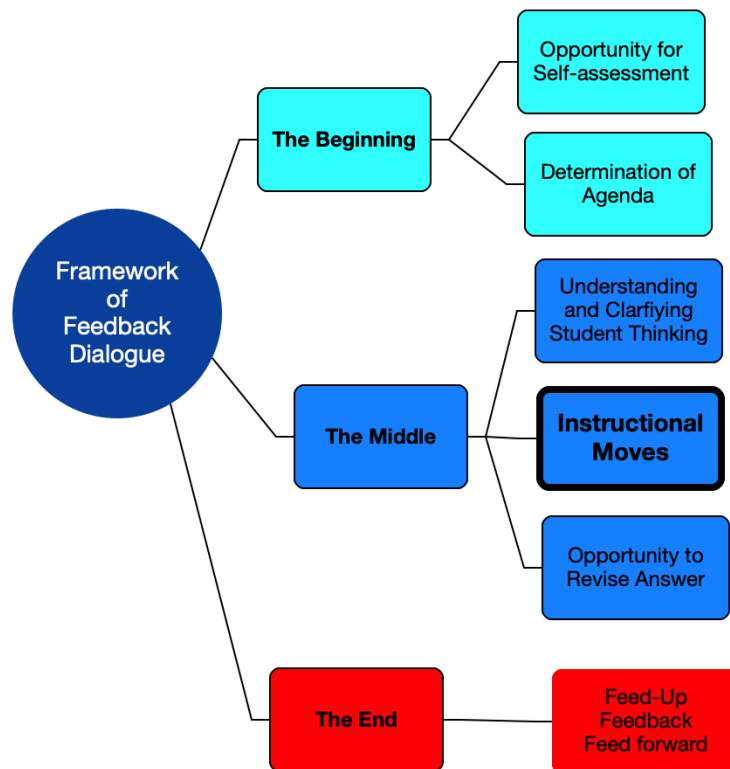 Framework
of
Feedback
Dialogue
The Beginning
Opportunity for
Self-assessment
Determination of
Agenda
The Middle
Understanding
and Clarfiying
Student Thinking
Instructional
Moves
Opportunity to
Revise Answer
The End
Feed-Up
Feedback
Feed forward